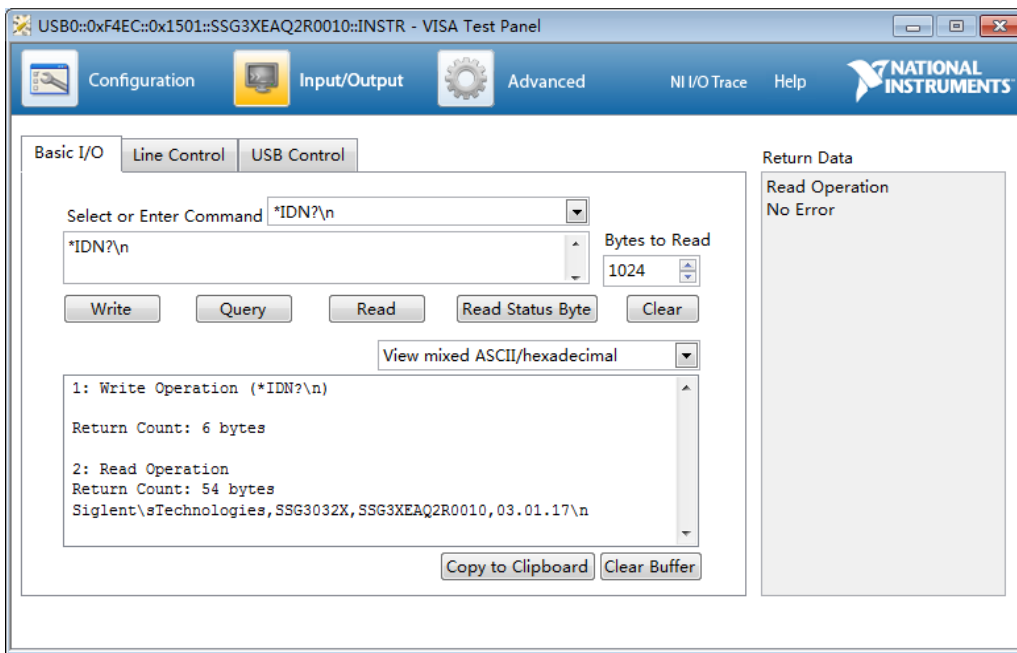 USB0::0xF4EC::0x1501::SSG3XEAQ2R0010::INSTR - VISA Test Panel
Configuration
Input/Output
Advanced
NI I/O Trace
Help
NATIONAL
INSTRUMENTS
Basic I/O
Line Control
USB Control
Return Data
Read Operation
No Error
Select or Enter Command
*IDN?\n
*IDN?\n
Bytes to Read
1024
Write
Query
Read
Read Status Byte
Clear
View mixed ASCII/hexadecimal
1: Write Operation (*IDN?\n)
Return Count: 6 bytes
2: Read Operation
Return Count: 54 bytes
Siglent\sTechnologies,SSG3032X,SSG3XEAQ2R0010,03.01.17\n
Copy to Clipboard
Clear Buffer